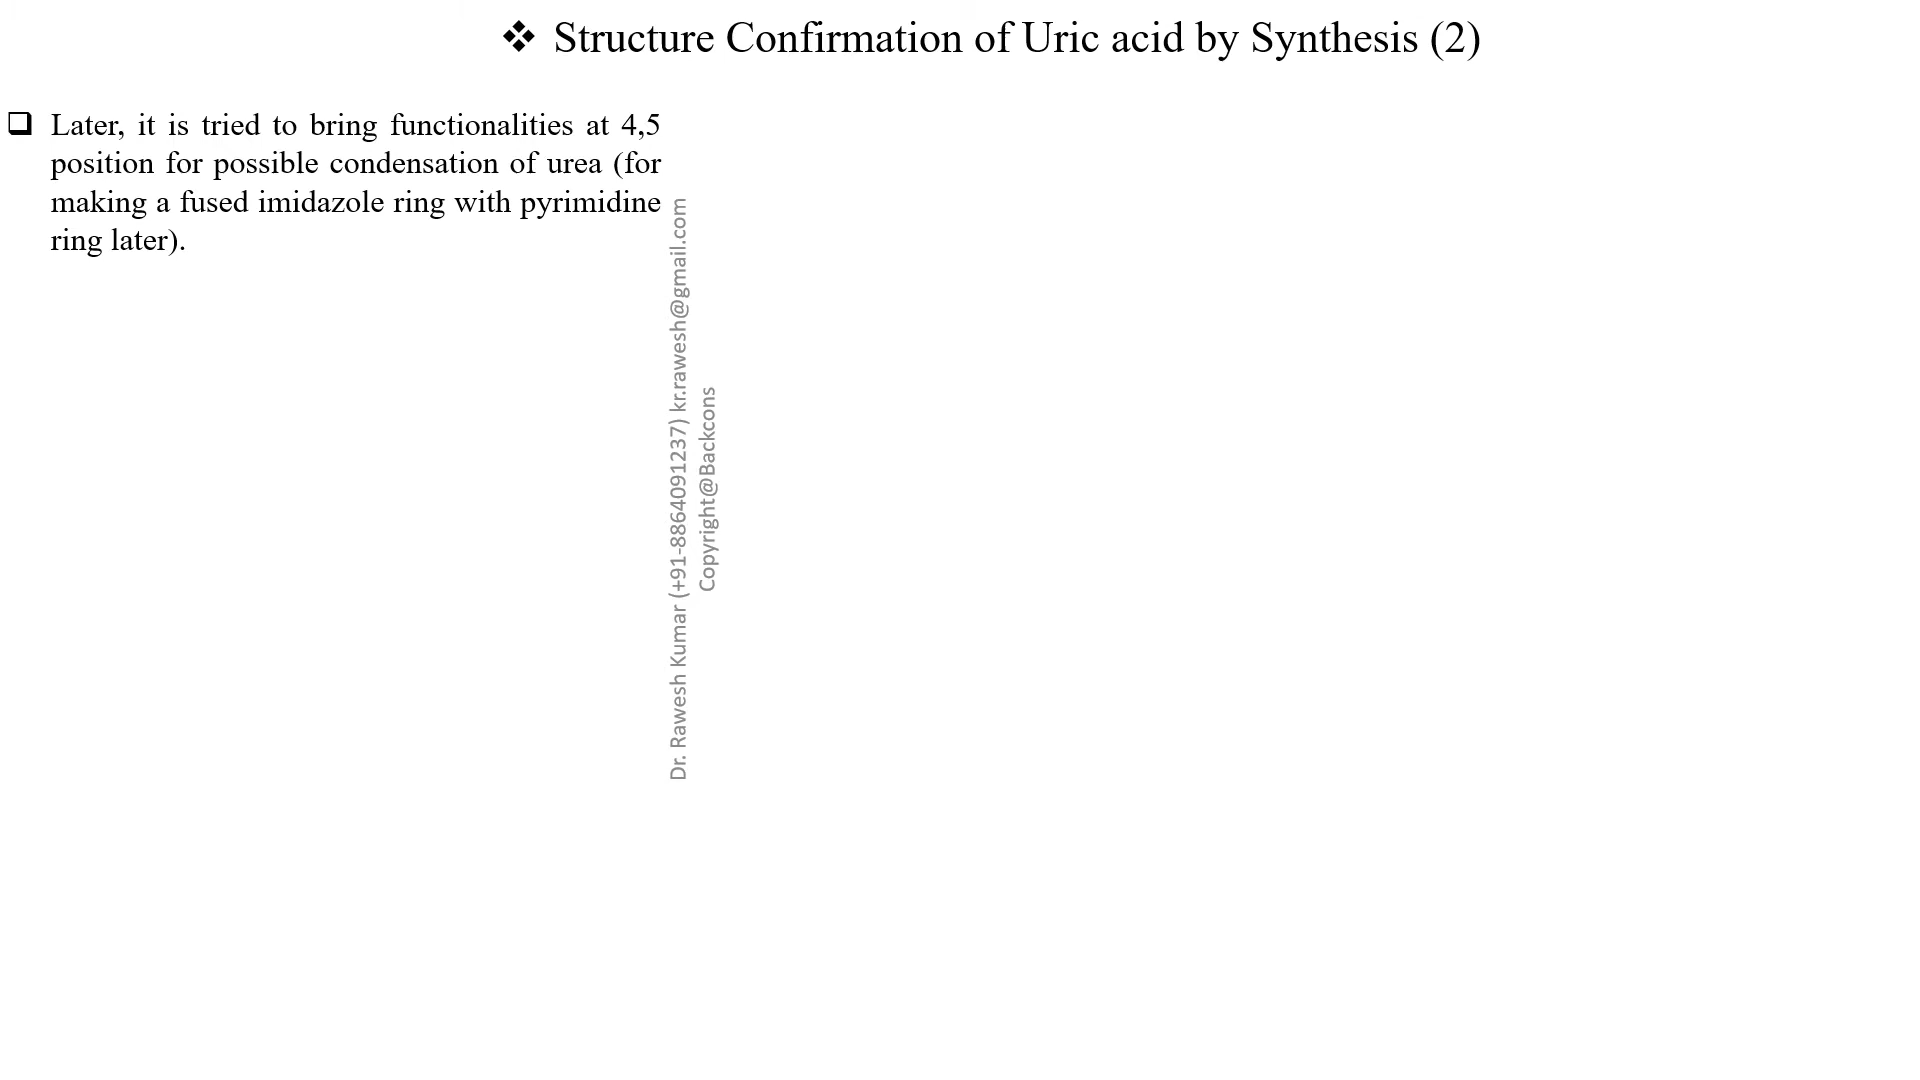 ❖ Structure Confirmation of Uric acid by Synthesis (2)
❑ Later, it is tried to bring functionalities at 4,5
position for possible condensation of urea (for
making a fused imidazole ring with pyrimidine
ring later).
Dr. Rawesh Kumar (+91-8864091237) kr.rawesh@gmail.com
Copyright@Backcons